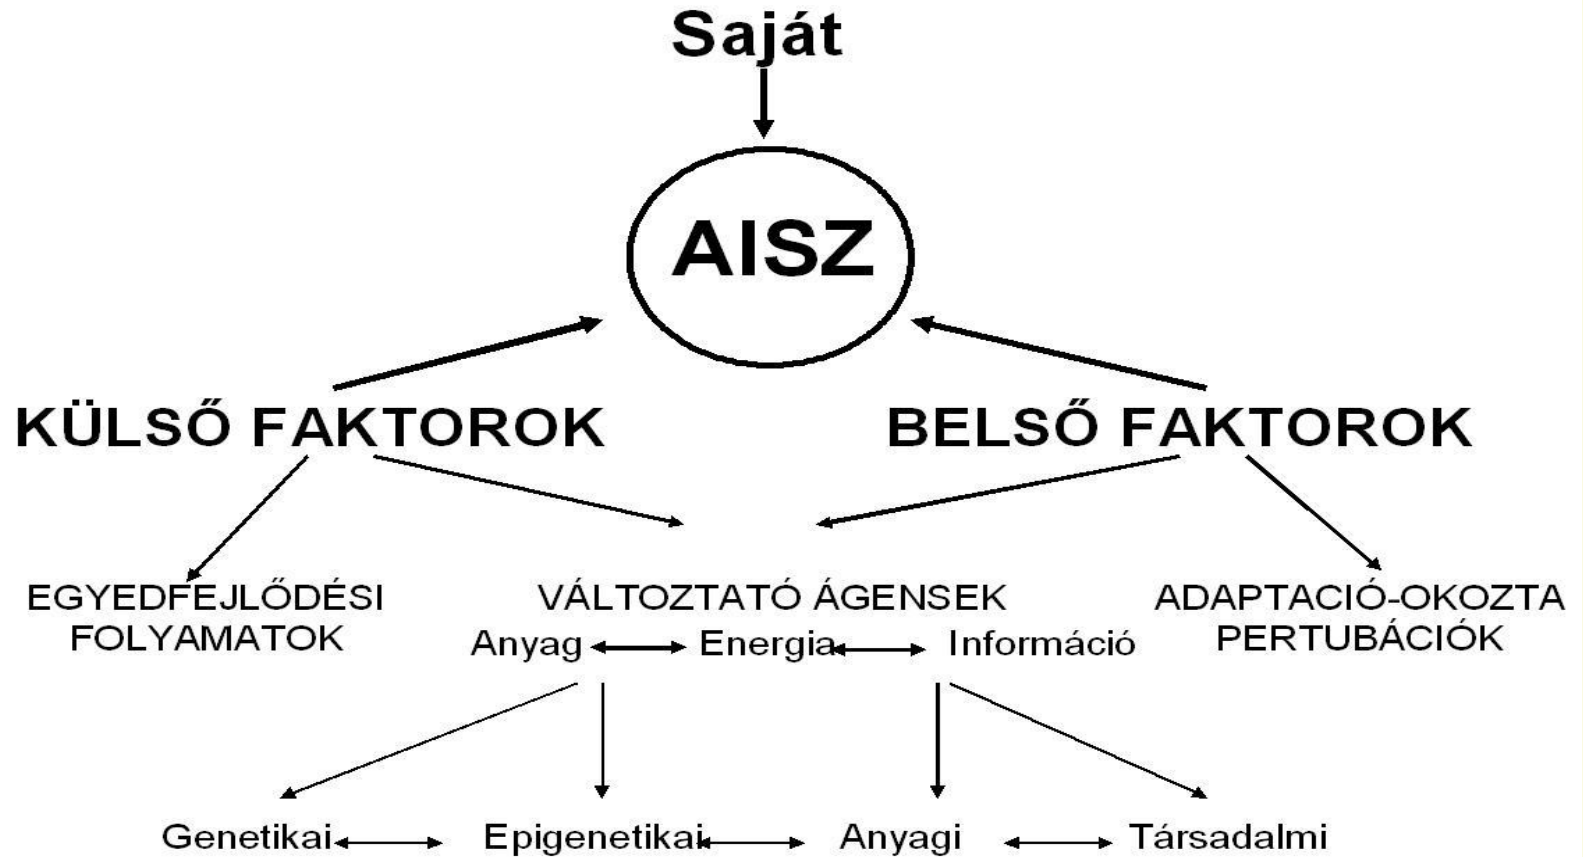 Saját
AISZ
KÜLSŐ FAKTOROK
BELSŐ FAKTOROK
EGYEDFEJLŐDÉSI
FOLYAMATOK
VÁLTOZTATÓ ÁGENSEK
Anyag Energia Információ
ADAPTACIÓ-OKOZTA
PERTUBÁCIÓK
Genetikai Epigenetikai Anyagi Társadalmi